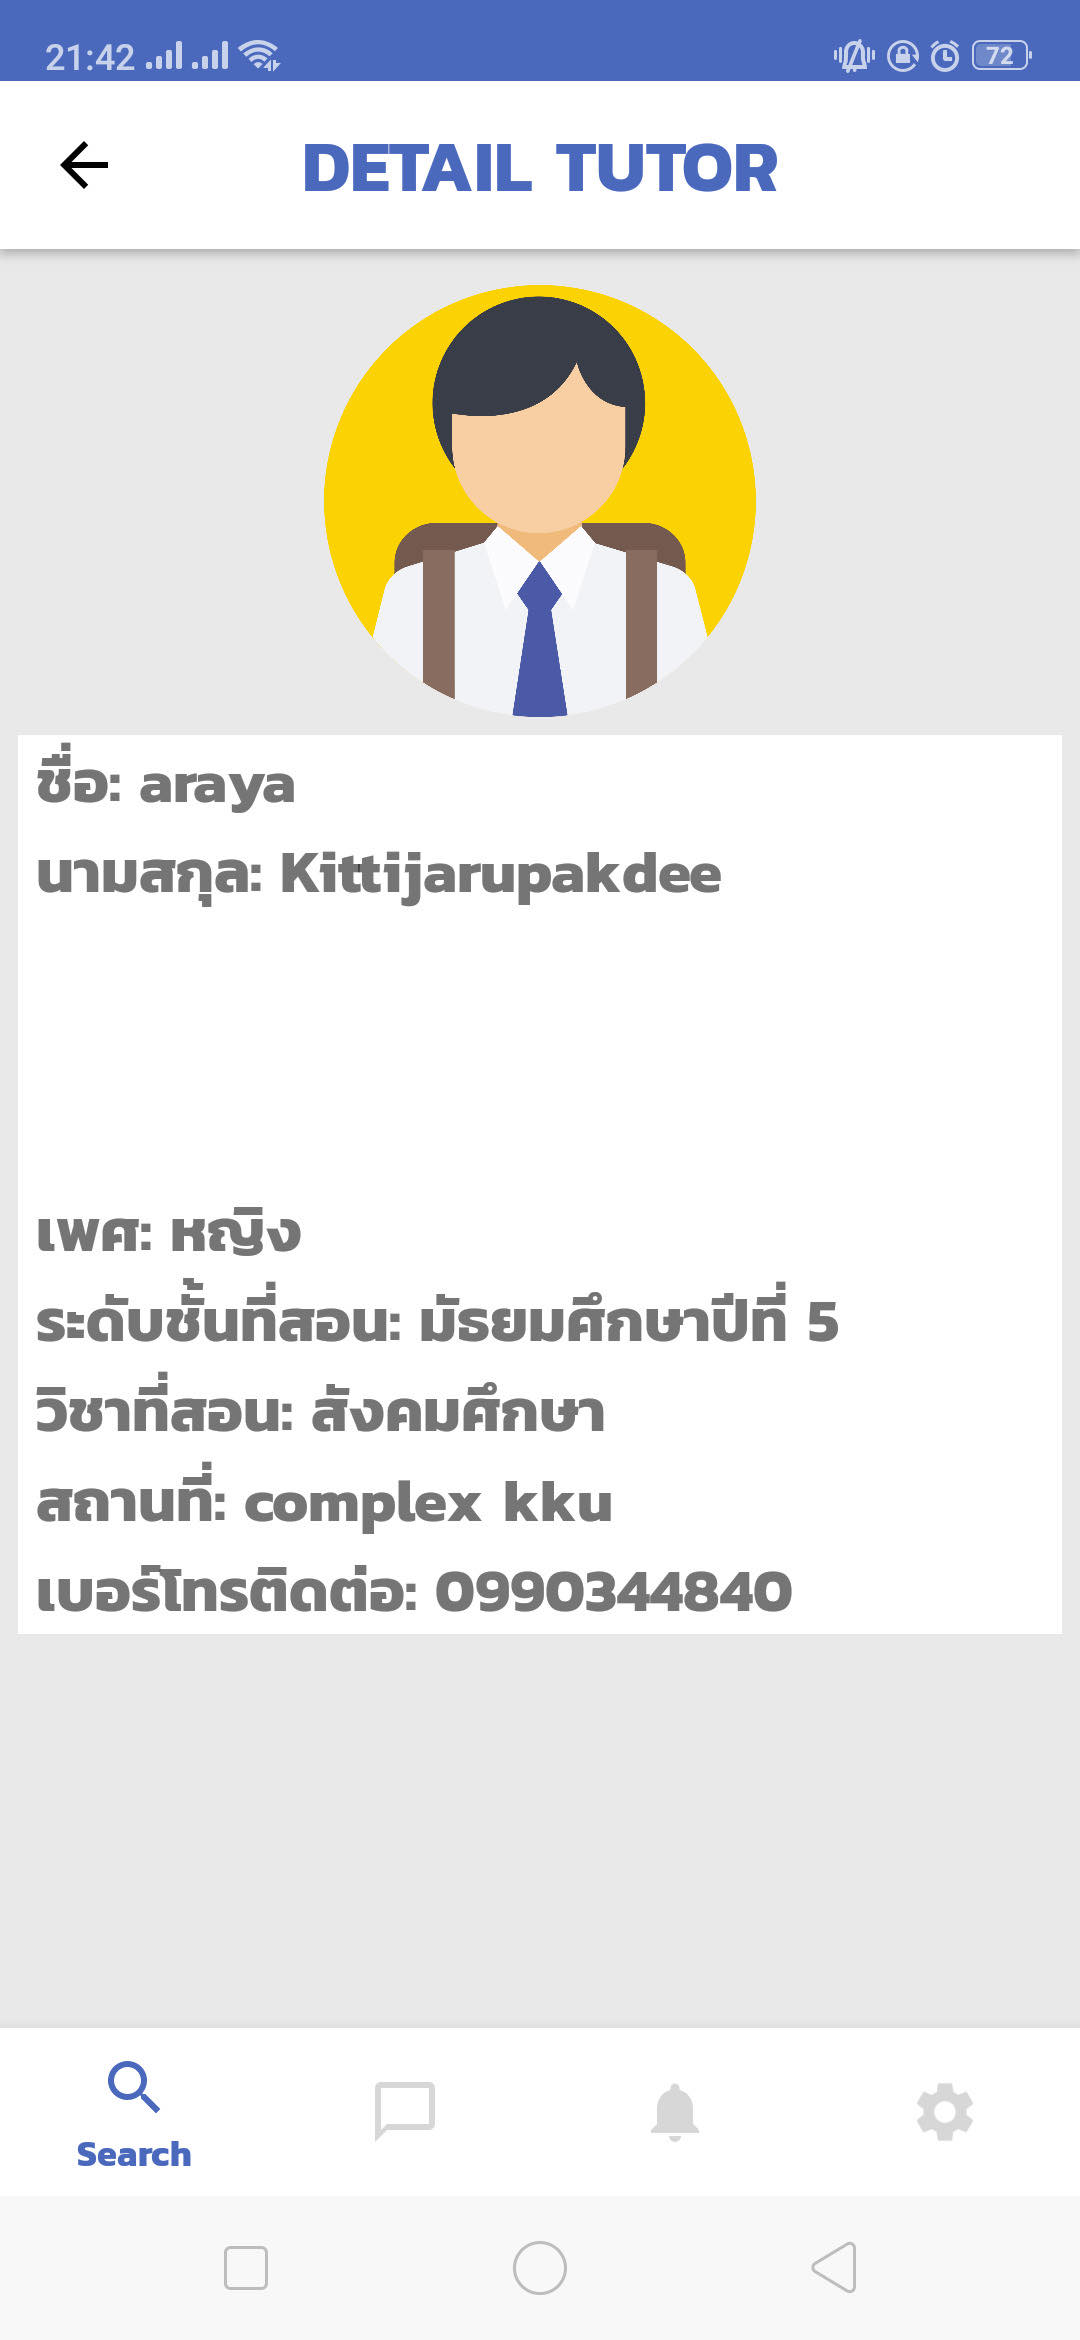 21:42
72
DETAIL TUTOR
ชื่อ: araya
นามสกุล: Kittijarupakdee
เพศ: หญิง
ระดับชั้นที่สอน: มัธยมศึกษาปีที่ 5
วิชาที่สอน: สังคมศึกษา
สถานที่: complex kku
เบอร์โทรติดต่อ: 0990344840
Search